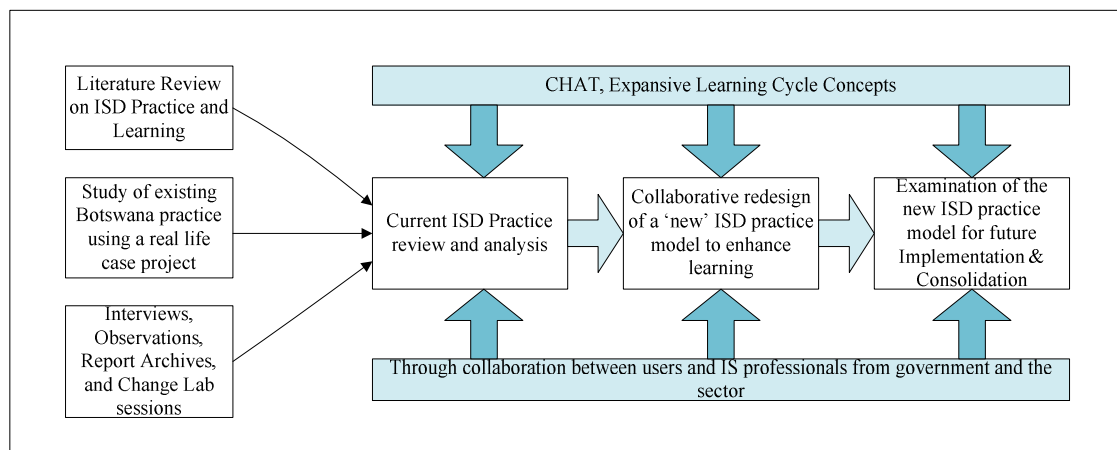 Literature Review
on ISD Practice and
Learning
Study of existing
Botswana practice
using a real life
case project
Interviews,
Observations,
Report Archives,
and Change Lab
sessions
CHAT, Expansive Learning Cycle Concepts
Current ISD Practice
review and analysis
Collaborative redesign
of a ‘new’ ISD practice
model to enhance
learning
Examination of the
new ISD practice
model for future
Implementation &
Consolidation
Through collaboration between users and IS professionals from government and the
sector